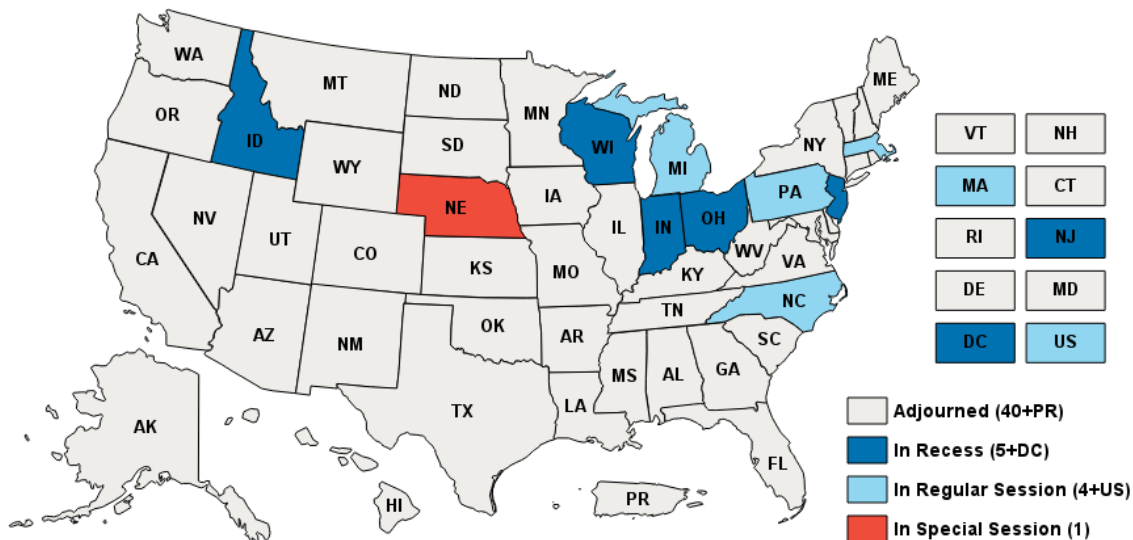 WA
MT
ND
MN
ME
OR
ID
SD
WI
NY
WY
MI
IA
PA
NE
NV
UT
IL
IN
OH
CO
WV
CA
KS
MO
KY
VA
NC
TN
AZ
NM
OK
AR
SC
MS
AL
GA
TX
LA
AK
FL
HI
PR
VT
NH
MA
CT
RI
NJ
DE
MD
DC
US
Adjourned (40+PR)
In Recess (5+DC)
In Regular Session (4+US)
In Special Session (1)